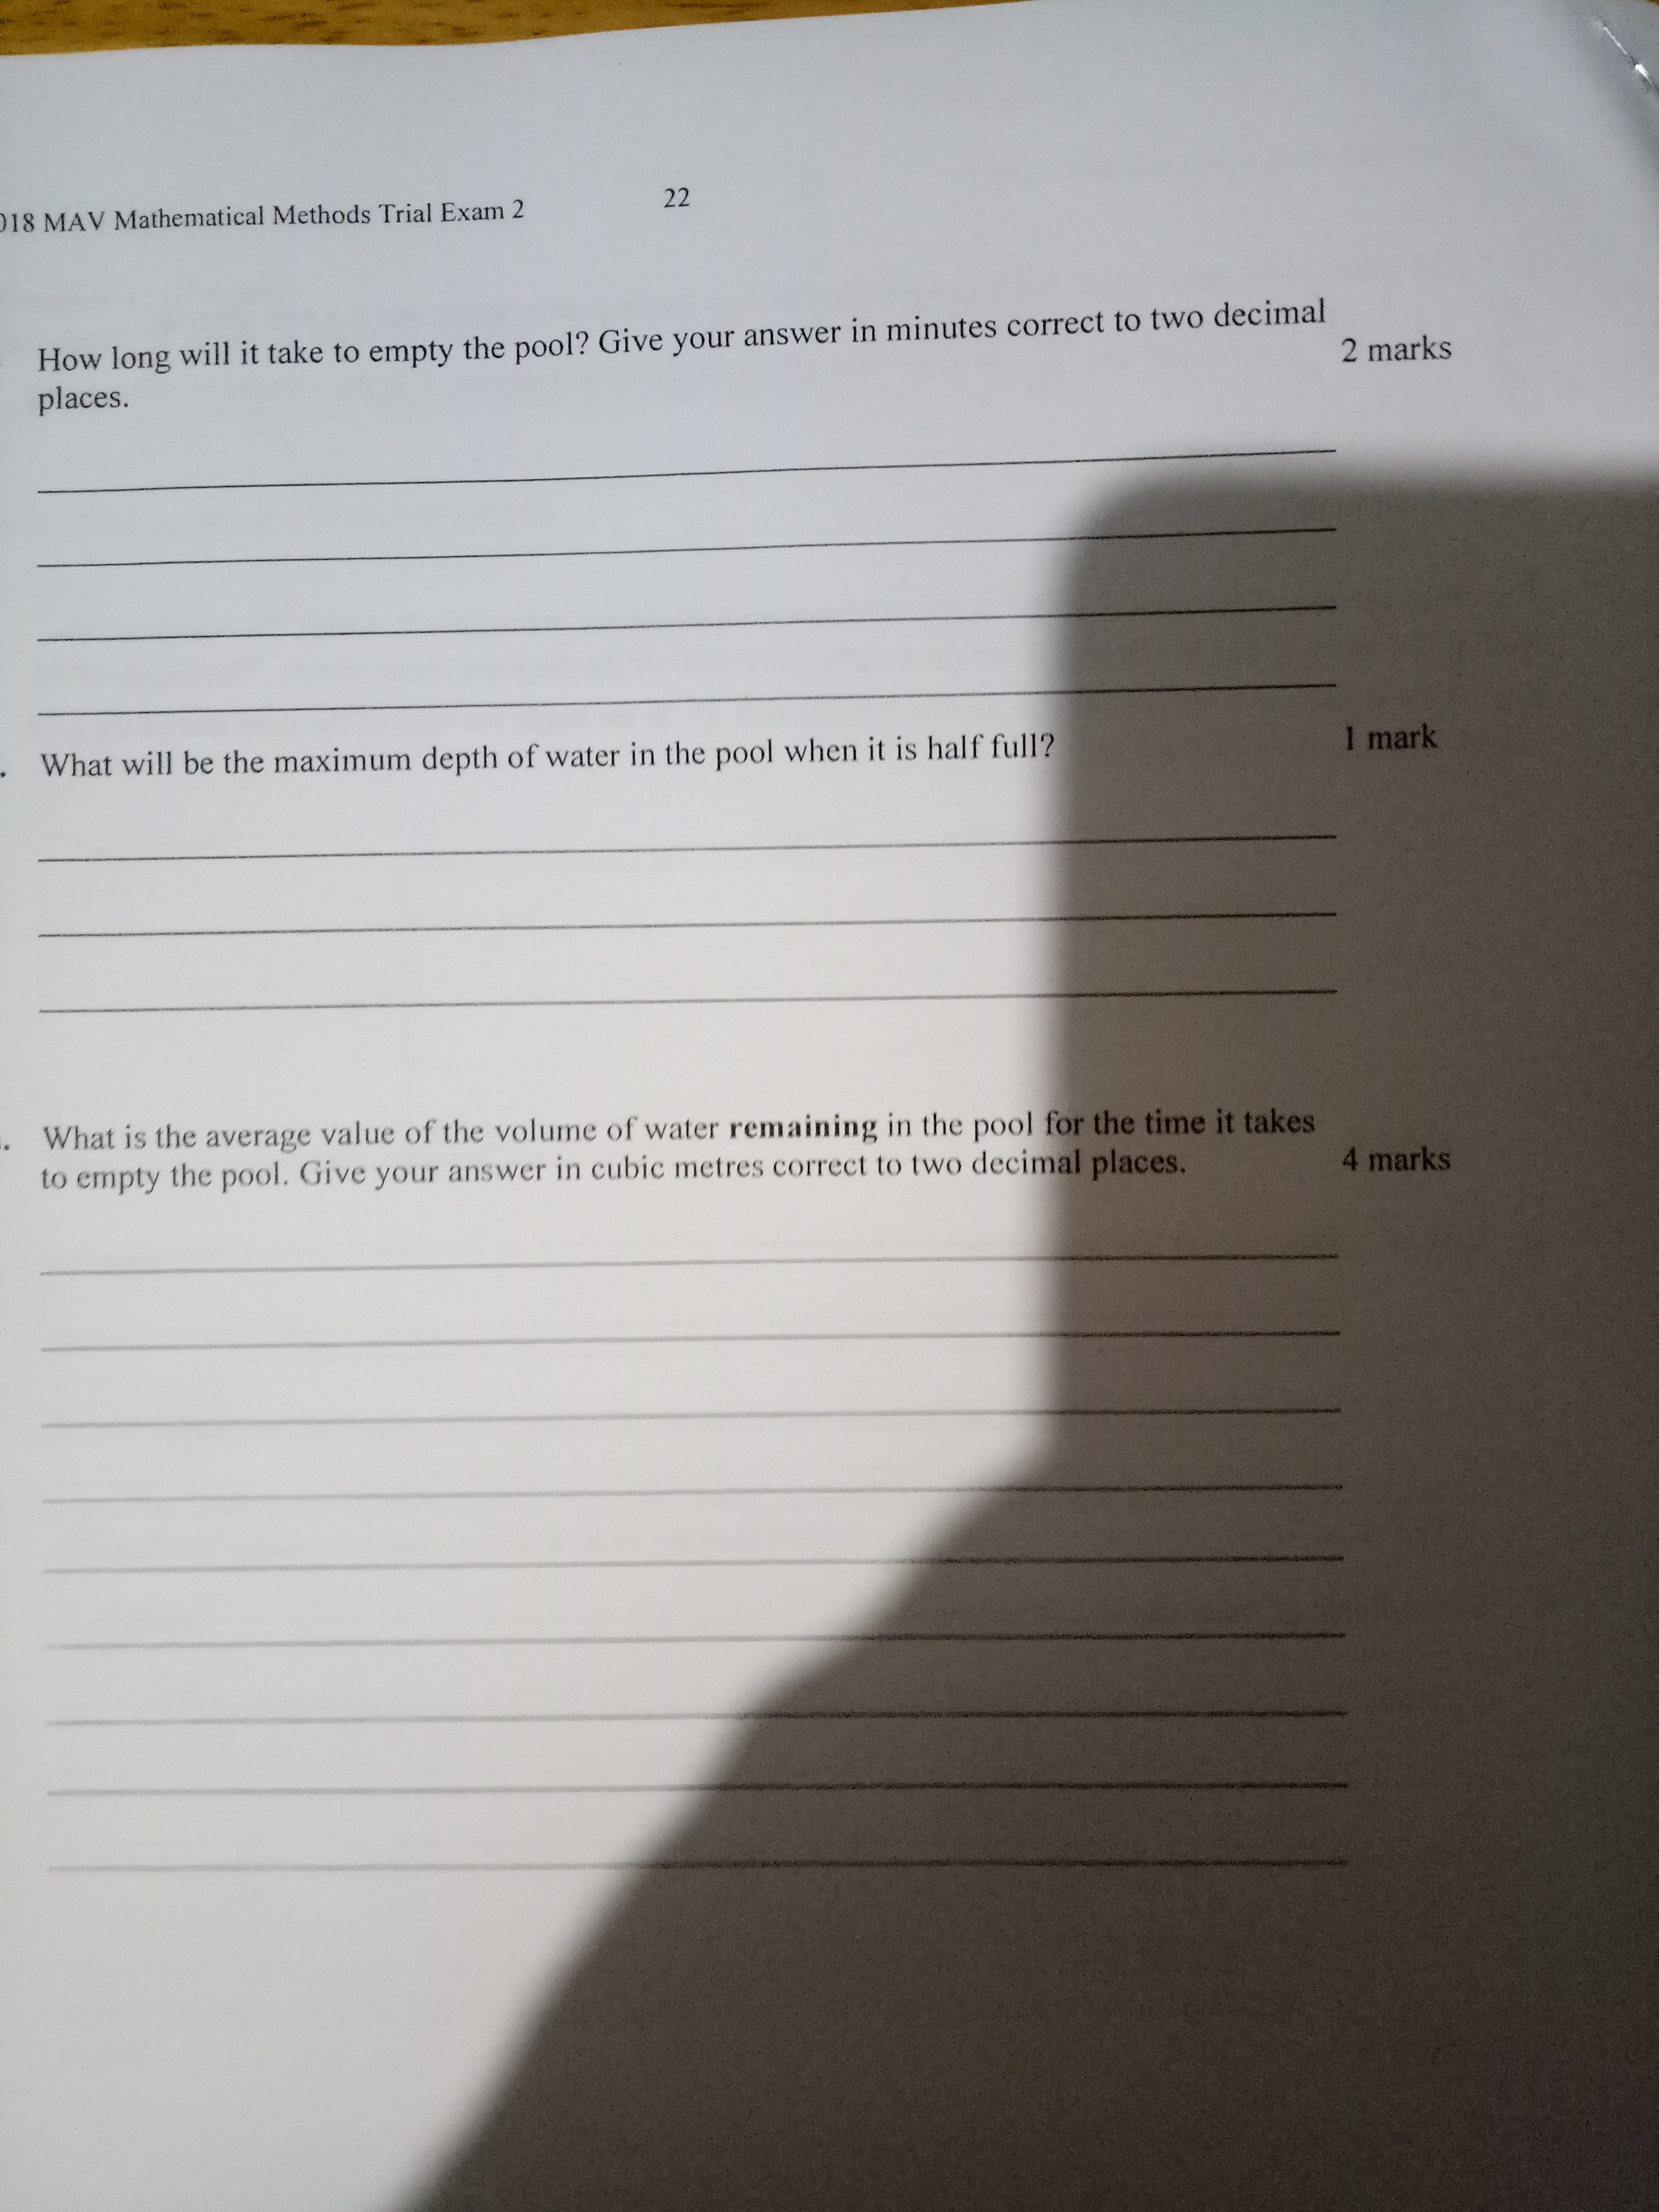 018 MAV Mathematical Methods Trial Exam 2 22
How long will it take to empty the pool? Give your answer in minutes correct to two decimal
places. 2 marks
. What will be the maximum depth of water in the pool when it is half full? 1 mark
. What is the average value of the volume of water remaining in the pool for the time it takes
to empty the pool. Give your answer in cubic metres correct to two decimal places. 4 marks